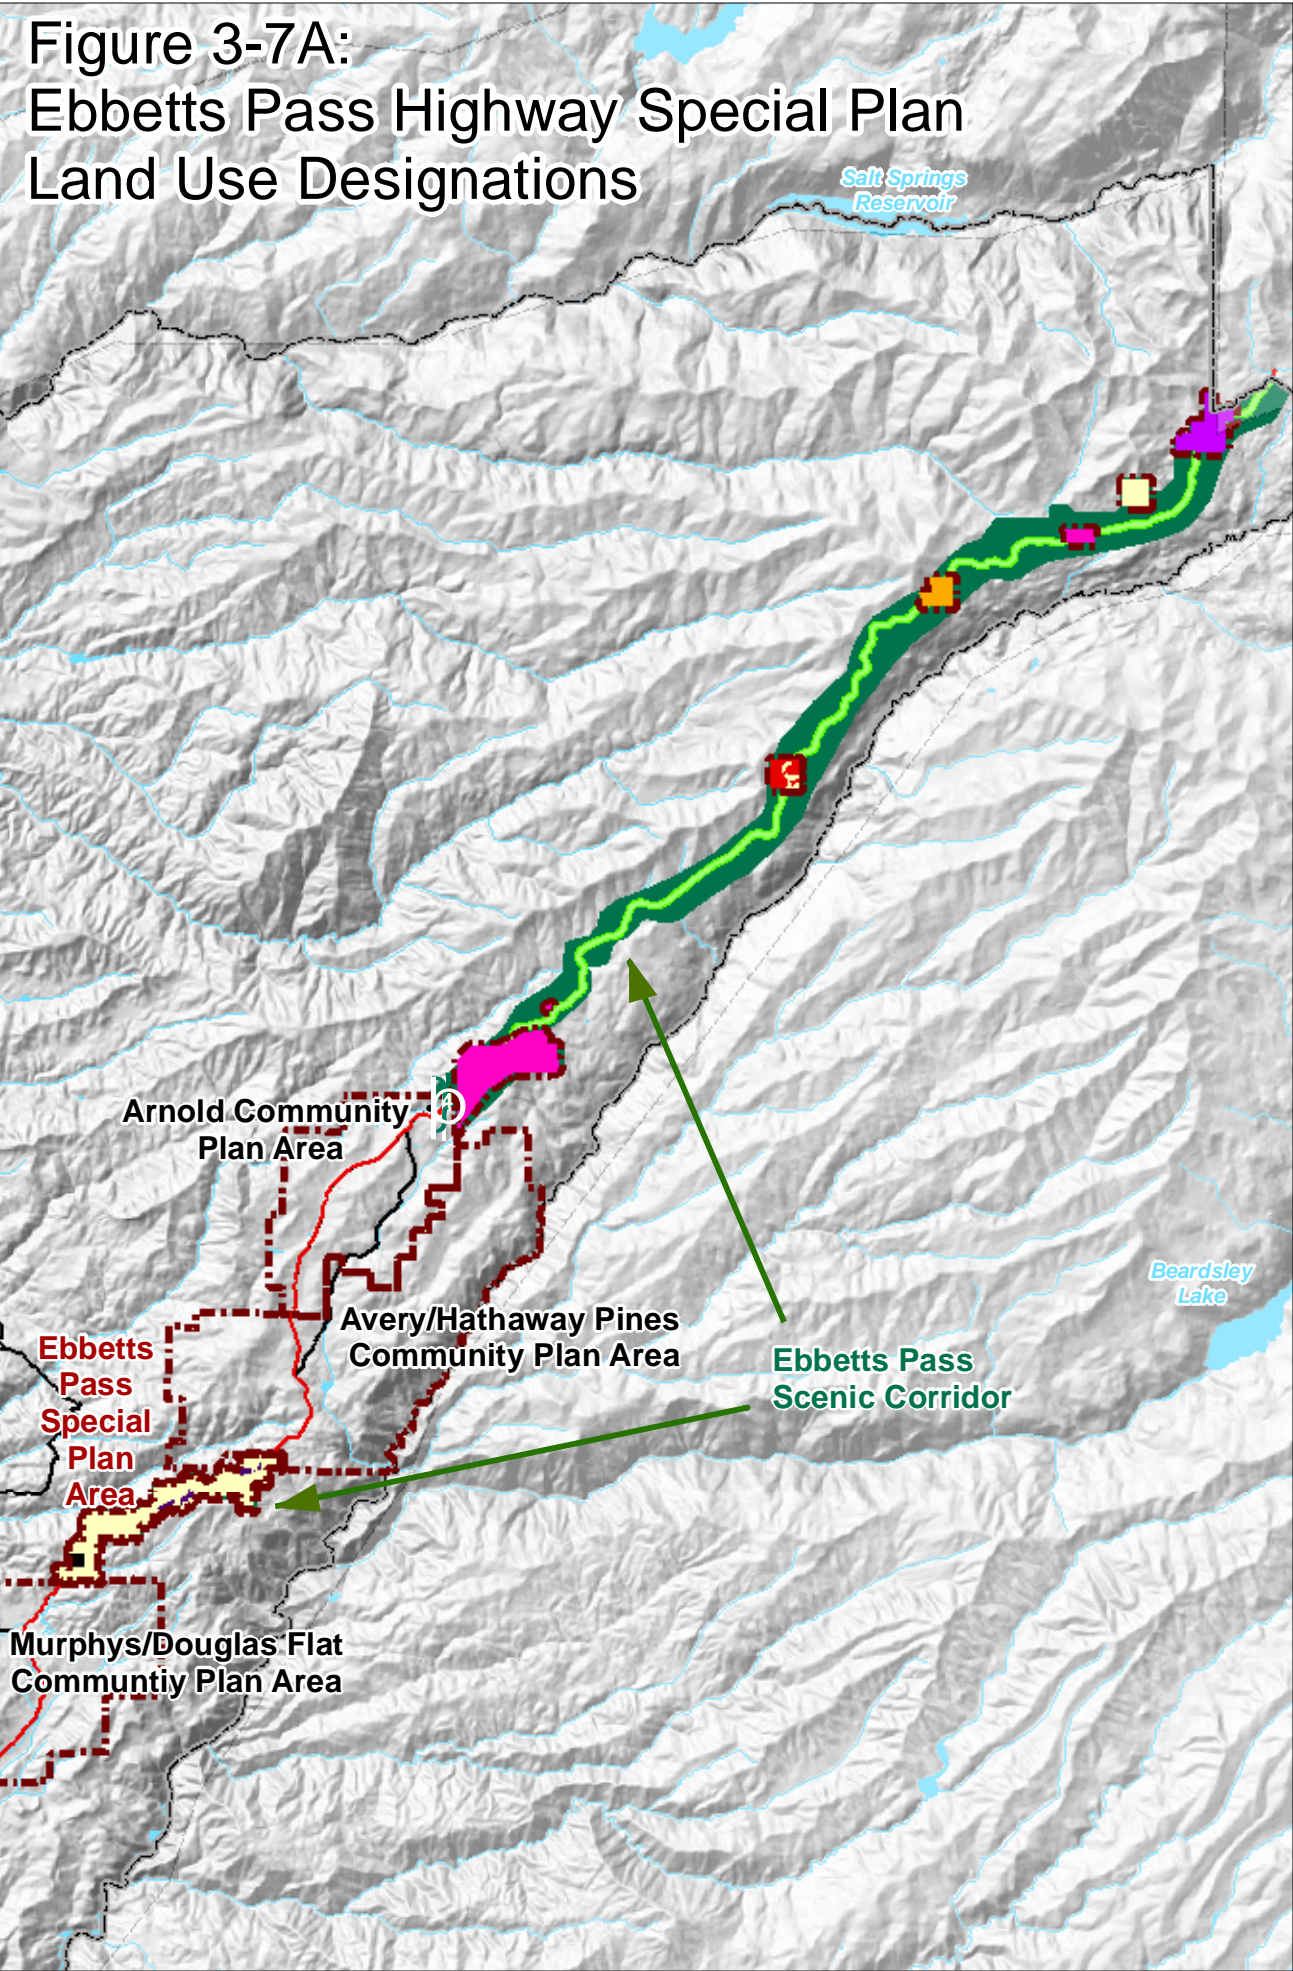 Figure 3-7A:
Ebbetts Pass Highway Special Plan
Land Use Designations
Salt Springs
Reservoir
Arnold Community
Plan Area
Avery/Hathaway Pines
Community Plan Area
Beardsley
Lake
Ebbetts Pass
Scenic Corridor
Ebbetts
Pass
Special
Plan
Area
Murphys/Douglas Flat
Communtiy Plan Area